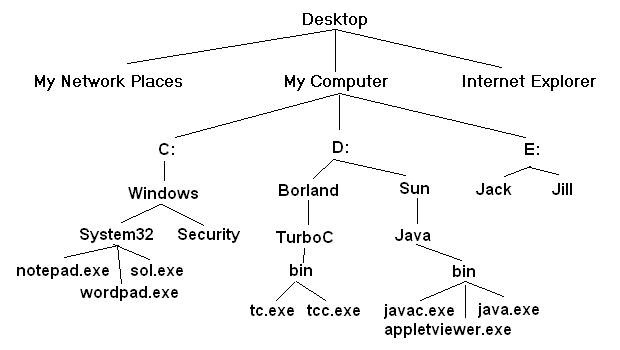 Desktop
My Network Places
My Computer
Internet Explorer
C:
D:
E:
Windows
Borland
Sun
Jack
Jill
System32
Security
TurboC
Java
notepad.exe
sol.exe
wordpad.exe
bin
bin
tc.exe
tcc.exe
javac.exe
java.exe
appletviewer.exe